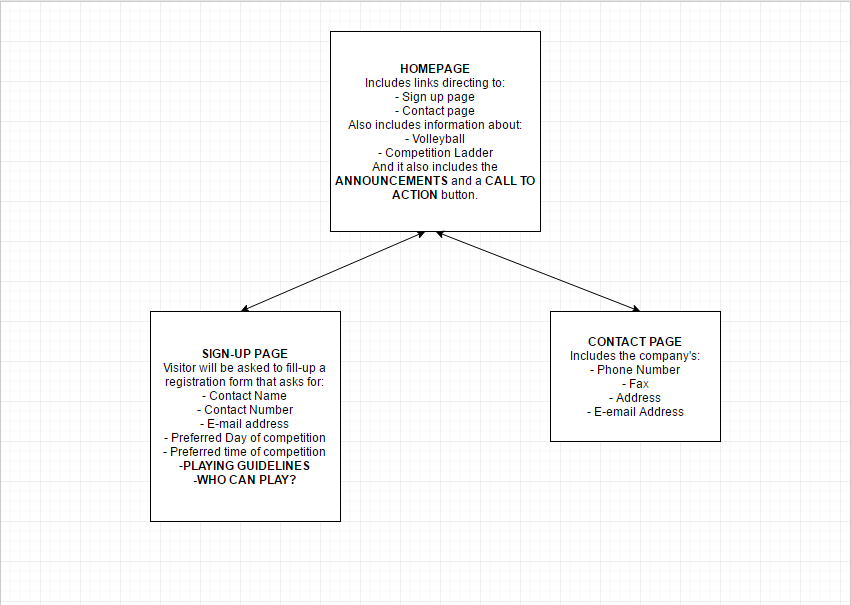 HOMEPAGE
Includes links directing to:
- Sign up page
- Contact page
Also includes information about:
- Volleyball
- Competition Ladder
And it also includes the
ANNOUNCEMENTS and a CALL TO
ACTION button.
SIGN-UP PAGE
Visitor will be asked to fill-up a
registration form that asks for:
- Contact Name
- Contact Number
- E-mail address
- Preferred Day of competition
- Preferred time of competition
-PLAYING GUIDELINES
-WHO CAN PLAY?
CONTACT PAGE
Includes the company's:
- Phone Number
- Fax
- Address
- E-email Address